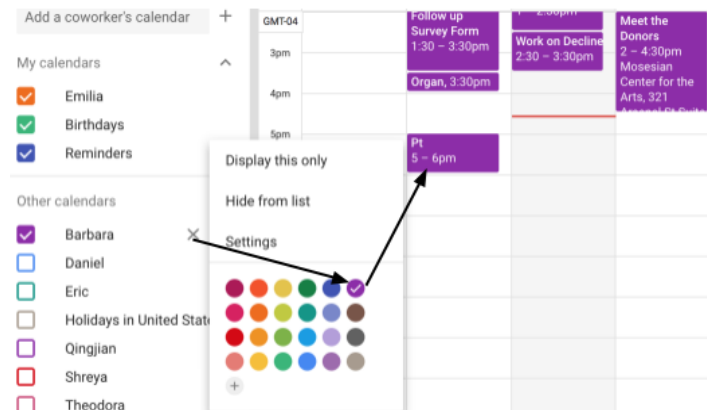 Add a coworker's calendar
My calendars
Emilia
Birthdays
Reminders
Other calendars
Barbara
Daniel
Eric
Holidays in United State
Qingjian
Shreya
Theodora
Display this only
Hide from list
Settings
GMT-04
3pm
4pm
5pm
Follow up
Survey Form
1:30 – 3:30pm
Organ, 3:30pm
Pt
5 – 6pm
Work on Decline
2:30 – 3:30pm
Meet the
Donors
2 – 4:30pm
Mosesian
Center for the
Arts, 321